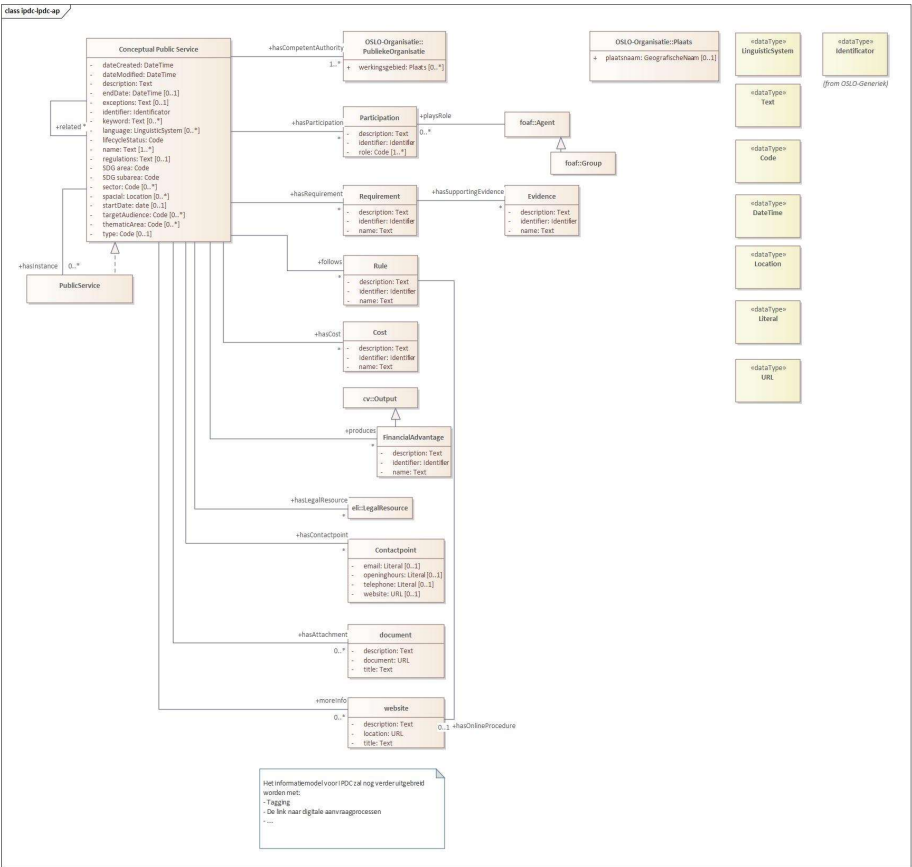 class ipdc-ipdc-ap
Conceptual Public Service
- dateCreated: DateTime
- dateModified: DateTime
- description: Text
- endDate: DateTime [0..1]
- exceptions: Text [0..1]
- identifier: Identificator
- keyword: Text [0..*]
- language: LinguisticSystem [0..*]
- lifecycleStatus: Code
- name: Text [1..*]
- regulations: Text [0..1]
- SDG area: Code
- SDG subarea: Code
- sector: Code [0..*]
- spacial: Location [0..*]
- startDate: date [0..1]
- targetAudience: Code [0..*]
- thematicArea: Code [0..*]
- type: Code [0..1]
+related *
+hasInstance 0..*
PublicService
+hasCompetentAuthority
1..*
OSLO-Organisatie::
PubliekeOrganisatie
+ werkingsgebied: Plaats [0..*]
+hasParticipation
*
Participation
- description: Text
- identifier: Identifier
- role: Code [1..*]
+playsRole
0..*
foaf::Agent
foaf::Group
+hasRequirement
*
Requirement
- description: Text
- identifier: Identifier
- name: Text
+hasSupportingEvidence
*
Evidence
- description: Text
- identifier: Identifier
- name: Text
+follows
*
Rule
- description: Text
- identifier: Identifier
- name: Text
+hasCost
*
Cost
- description: Text
- identifier: Identifier
- name: Text
cv::Output
+produces
*
FinancialAdvantage
- description: Text
- identifier: Identifier
- name: Text
+hasLegalResource
*
eli::LegalResource
+hasContactpoint
*
Contactpoint
- email: Literal [0..1]
- openinghours: Literal [0..1]
- telephone: Literal [0..1]
- website: URL [0..1]
+hasAttachment
0..*
document
- description: Text
- document: URL
- title: Text
+moreInfo
0..*
website
- description: Text
- location: URL
- title: Text
0..1 +hasOnlineProcedure
Het informatiemodel voor IPDC zal nog verder uitgebreid
worden met:
- Tagging
- De link naar digitale aanvraagprocessen
- ....
OSLO-Organisatie::Plaats
+ plaatsnaam: GeografischeNaam [0..1]
«dataType»
LinguisticSystem
«dataType»
Identificator
(from OSLO-Generiek)
«dataType»
Text
«dataType»
Code
«dataType»
DateTime
«dataType»
Location
«dataType»
Literal
«dataType»
URL